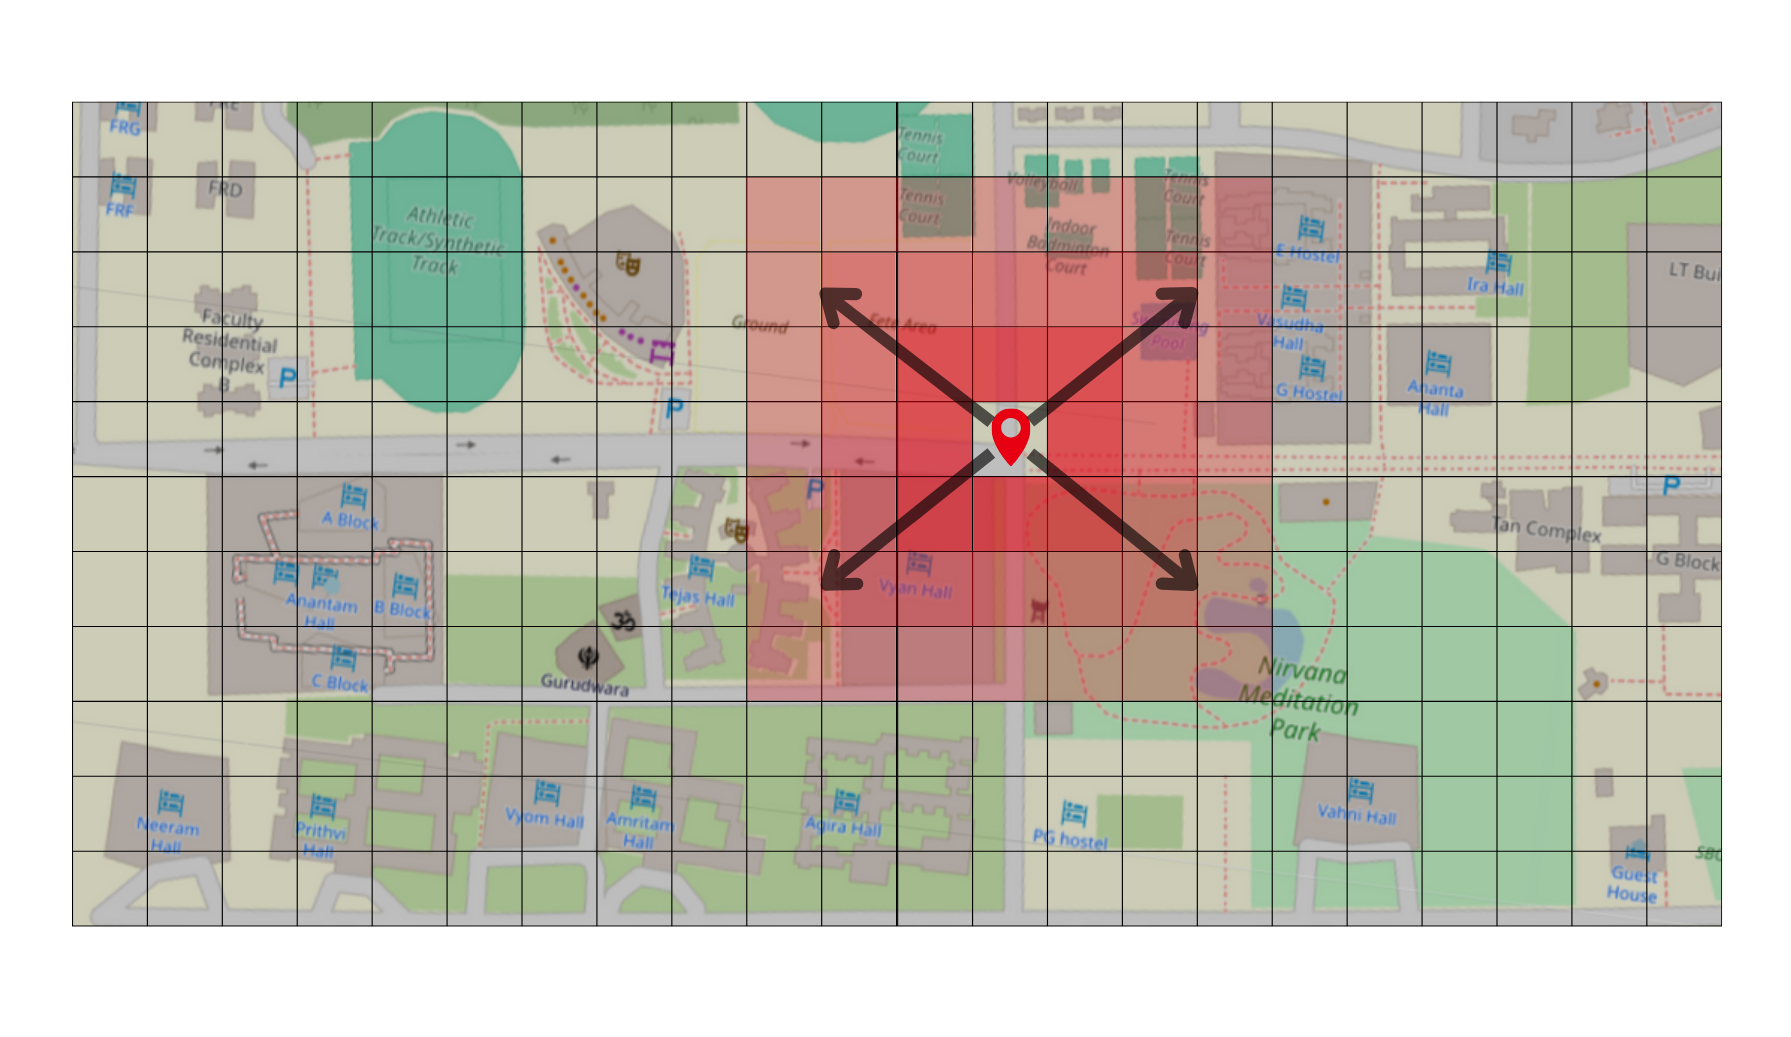 FRE
FRG
Tennis
Court
FRF
FRD
Tennis
Court
Volleyball
Tennis
Court
Athletic
Track/Synthetic
Track
Indoor
Badminton
Court
Tennis
Court
E Hostel
Ira Hall
LT Bui
Faculty
Residential
Complex
B
P
Ground
Fete Area
Swimming
Pool
Vasudha
Hall
G Hostel
Ananta
Hall
P
A Block
P
P
Tan Complex
G Block
Anantam
Hall
B Block
Tejas Hall
Vyan Hall
C Block
Gurudwara
ॐ
Nirvana
Meditation
Park
Neeram
Hall
Prithvi
Hall
Vyom Hall
Amritam
Hall
Agira Hall
PG hostel
Vahni Hall
Guest
House
SBC